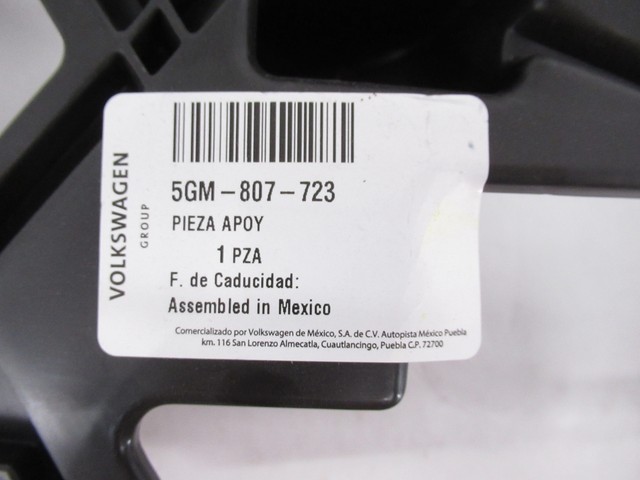 VOLKSWAGEN
GROUP
5GM-807-723
PIEZA APOY
1 PZA
F. de Caducidad:
Assembled in Mexico
Comercializado por Volkswagen de México, S.A. de C.V. Autopista México Puebla
km. 116 San Lorenzo Almecatla, Cuautlancingo, Puebla C.P. 72700